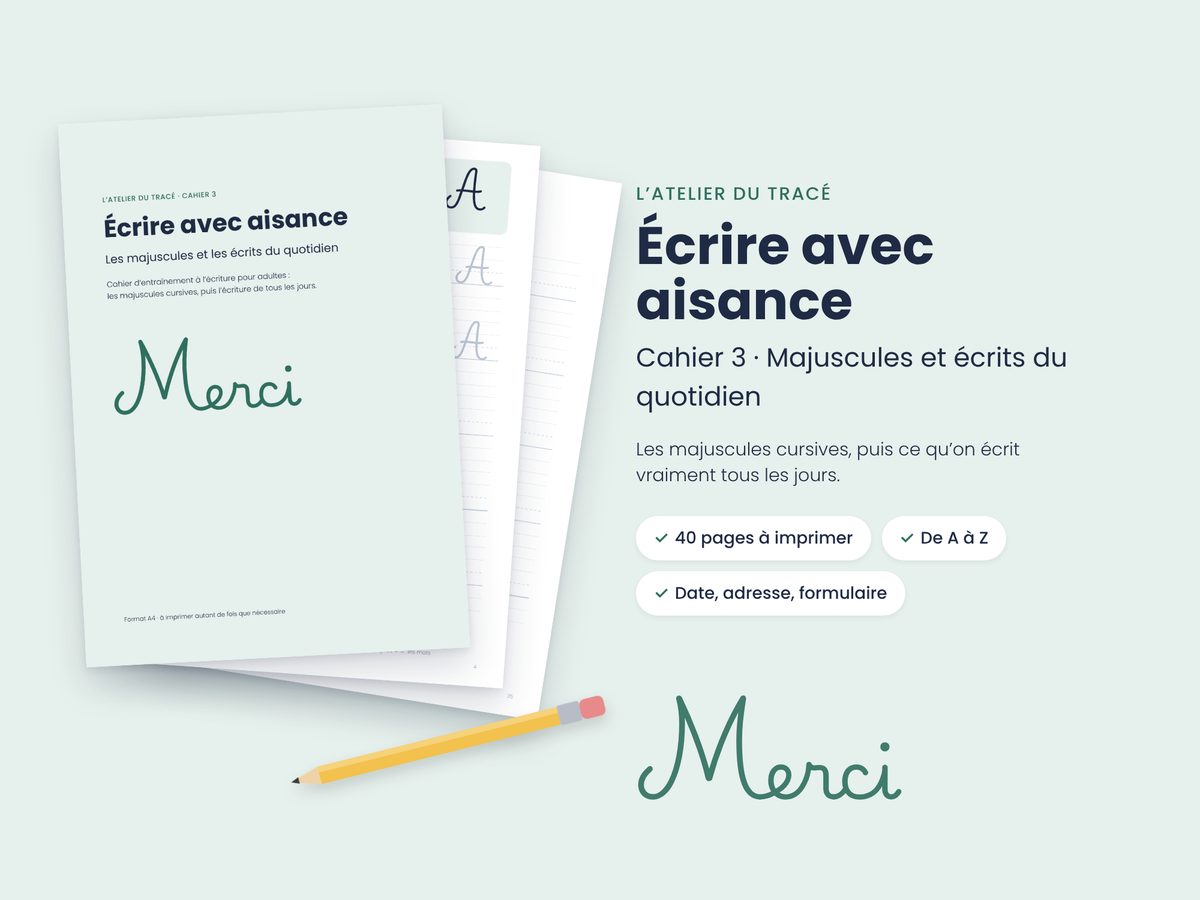 L'ATELIER DU TRACÉ · CAHIER 3
Écrire avec aisance
Les majuscules et les écrits du quotidien
Cahier d'entraînement à l'écriture pour adultes :
les majuscules cursives, puis l'écriture de tous les jours.
Merci
Format A4 · à imprimer autant de fois que nécessaire
A
A
A
les mots
4
L'ATELIER DU TRACÉ
Écrire avec
aisance
Cahier 3 · Majuscules et écrits du
quotidien
Les majuscules cursives, puis ce qu'on écrit
vraiment tous les jours.
✓ 40 pages à imprimer
✓ De A à Z
✓ Date, adresse, formulaire
Merci